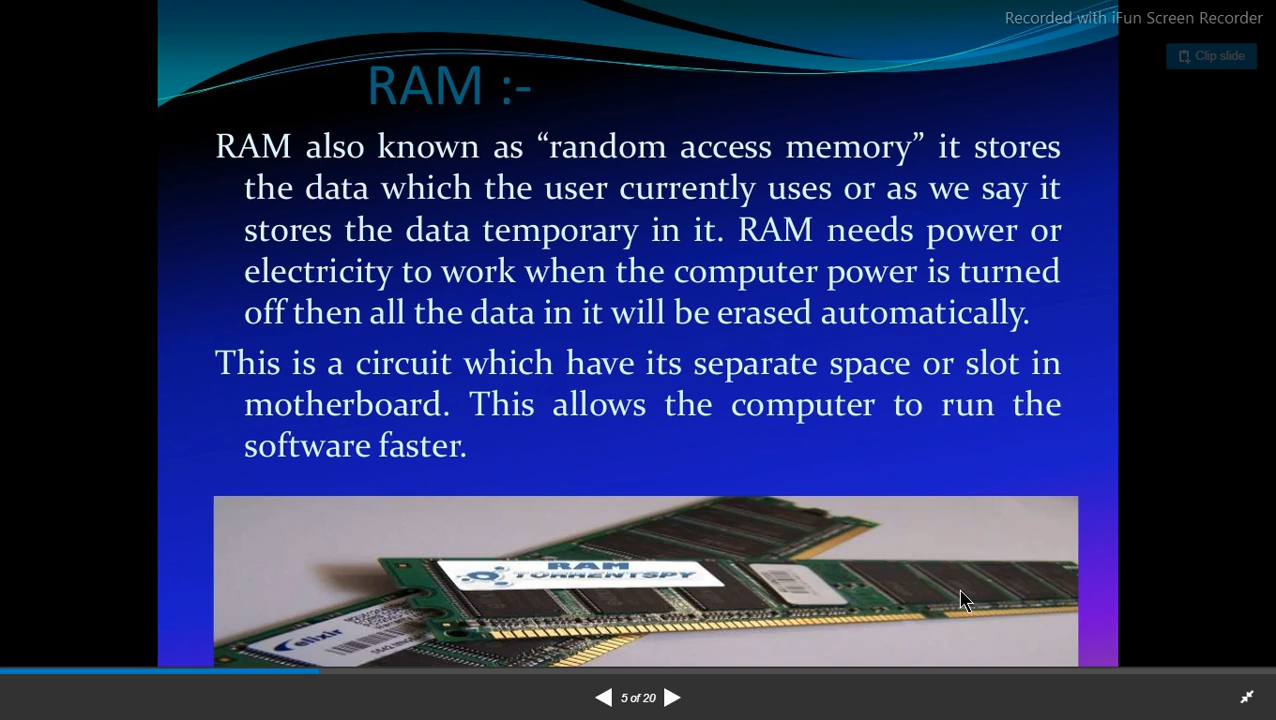 Recorded with iFun Screen Recorder
Clip slide
RAM :-
RAM also known as “random access memory” it stores
the data which the user currently uses or as we say it
stores the data temporary in it. RAM needs power or
electricity to work when the computer power is turned
off then all the data in it will be erased automatically.
This is a circuit which have its separate space or slot in
motherboard. This allows the computer to run the
software faster.
RAM
TORRENTSPY
elixir
5 of 20